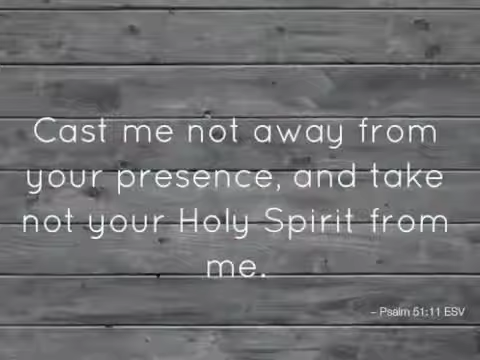 Cast me not away from
your presence, and take
not your Holy Spirit from
me.
– Psalm 51:11 ESV